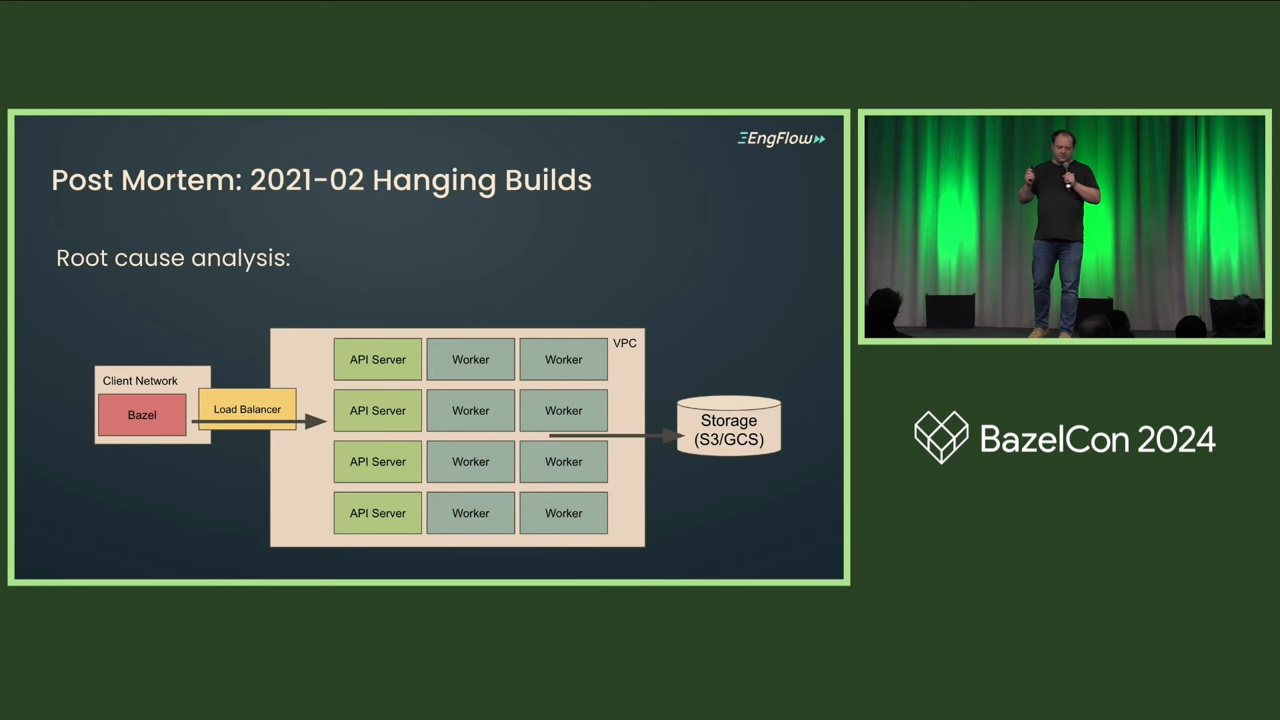 EngFlow
Post Mortem: 2021-02 Hanging Builds
Root cause analysis:
VPC
Client Network
Bazel
Load Balancer
API Server
Worker
Worker
API Server
Worker
Worker
API Server
Worker
Worker
API Server
Worker
Worker
Storage
(S3/GCS)
BazelCon 2024